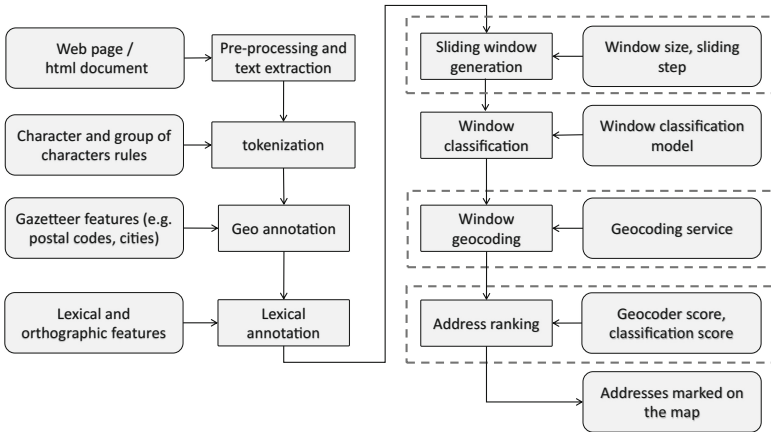 Web page /
html document
Pre-processing and
text extraction
Character and group of
characters rules
tokenization
Gazetteer features (e.g.
postal codes, cities)
Geo annotation
Lexical and
orthographic features
Lexical
annotation
Sliding window
generation
Window size, sliding
step
Window
classification
Window classification
model
Window
geocoding
Geocoding service
Address ranking
Geocoder score,
classification score
Addresses marked on
the map